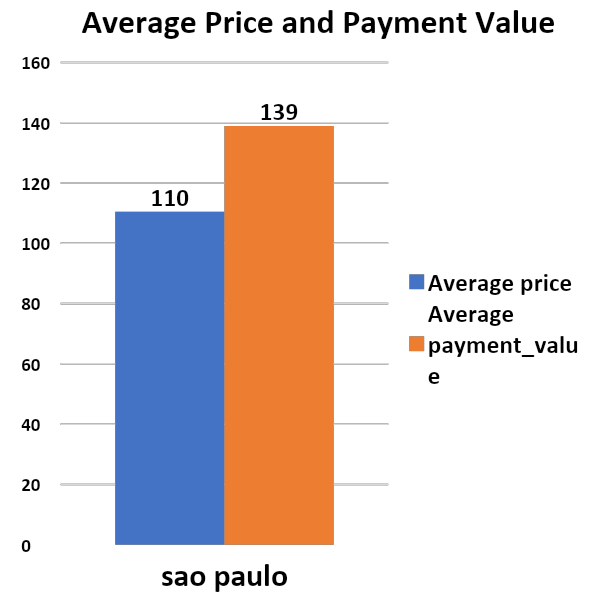 Average Price and Payment Value
160
140
120
100
80
60
40
20
0
110
139
sao paulo
Average price
Average
payment_valu
e